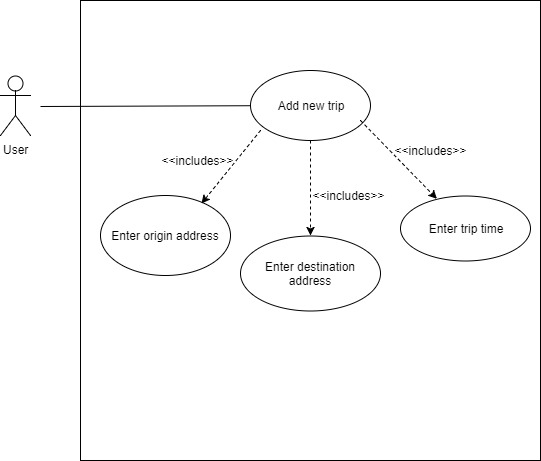 Add new trip
User
<<includes>>
<<includes>>
<<includes>>
Enter origin address
Enter destination
address
Enter trip time